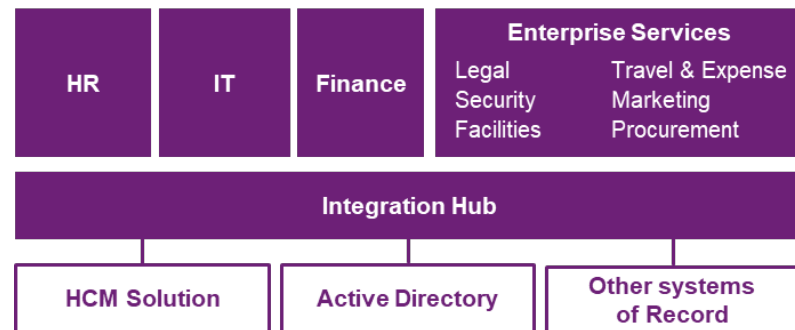 HR
IT
Finance
Enterprise Services
Legal
Security
Facilities
Travel & Expense
Marketing
Procurement
Integration Hub
HCM Solution
Active Directory
Other systems
of Record